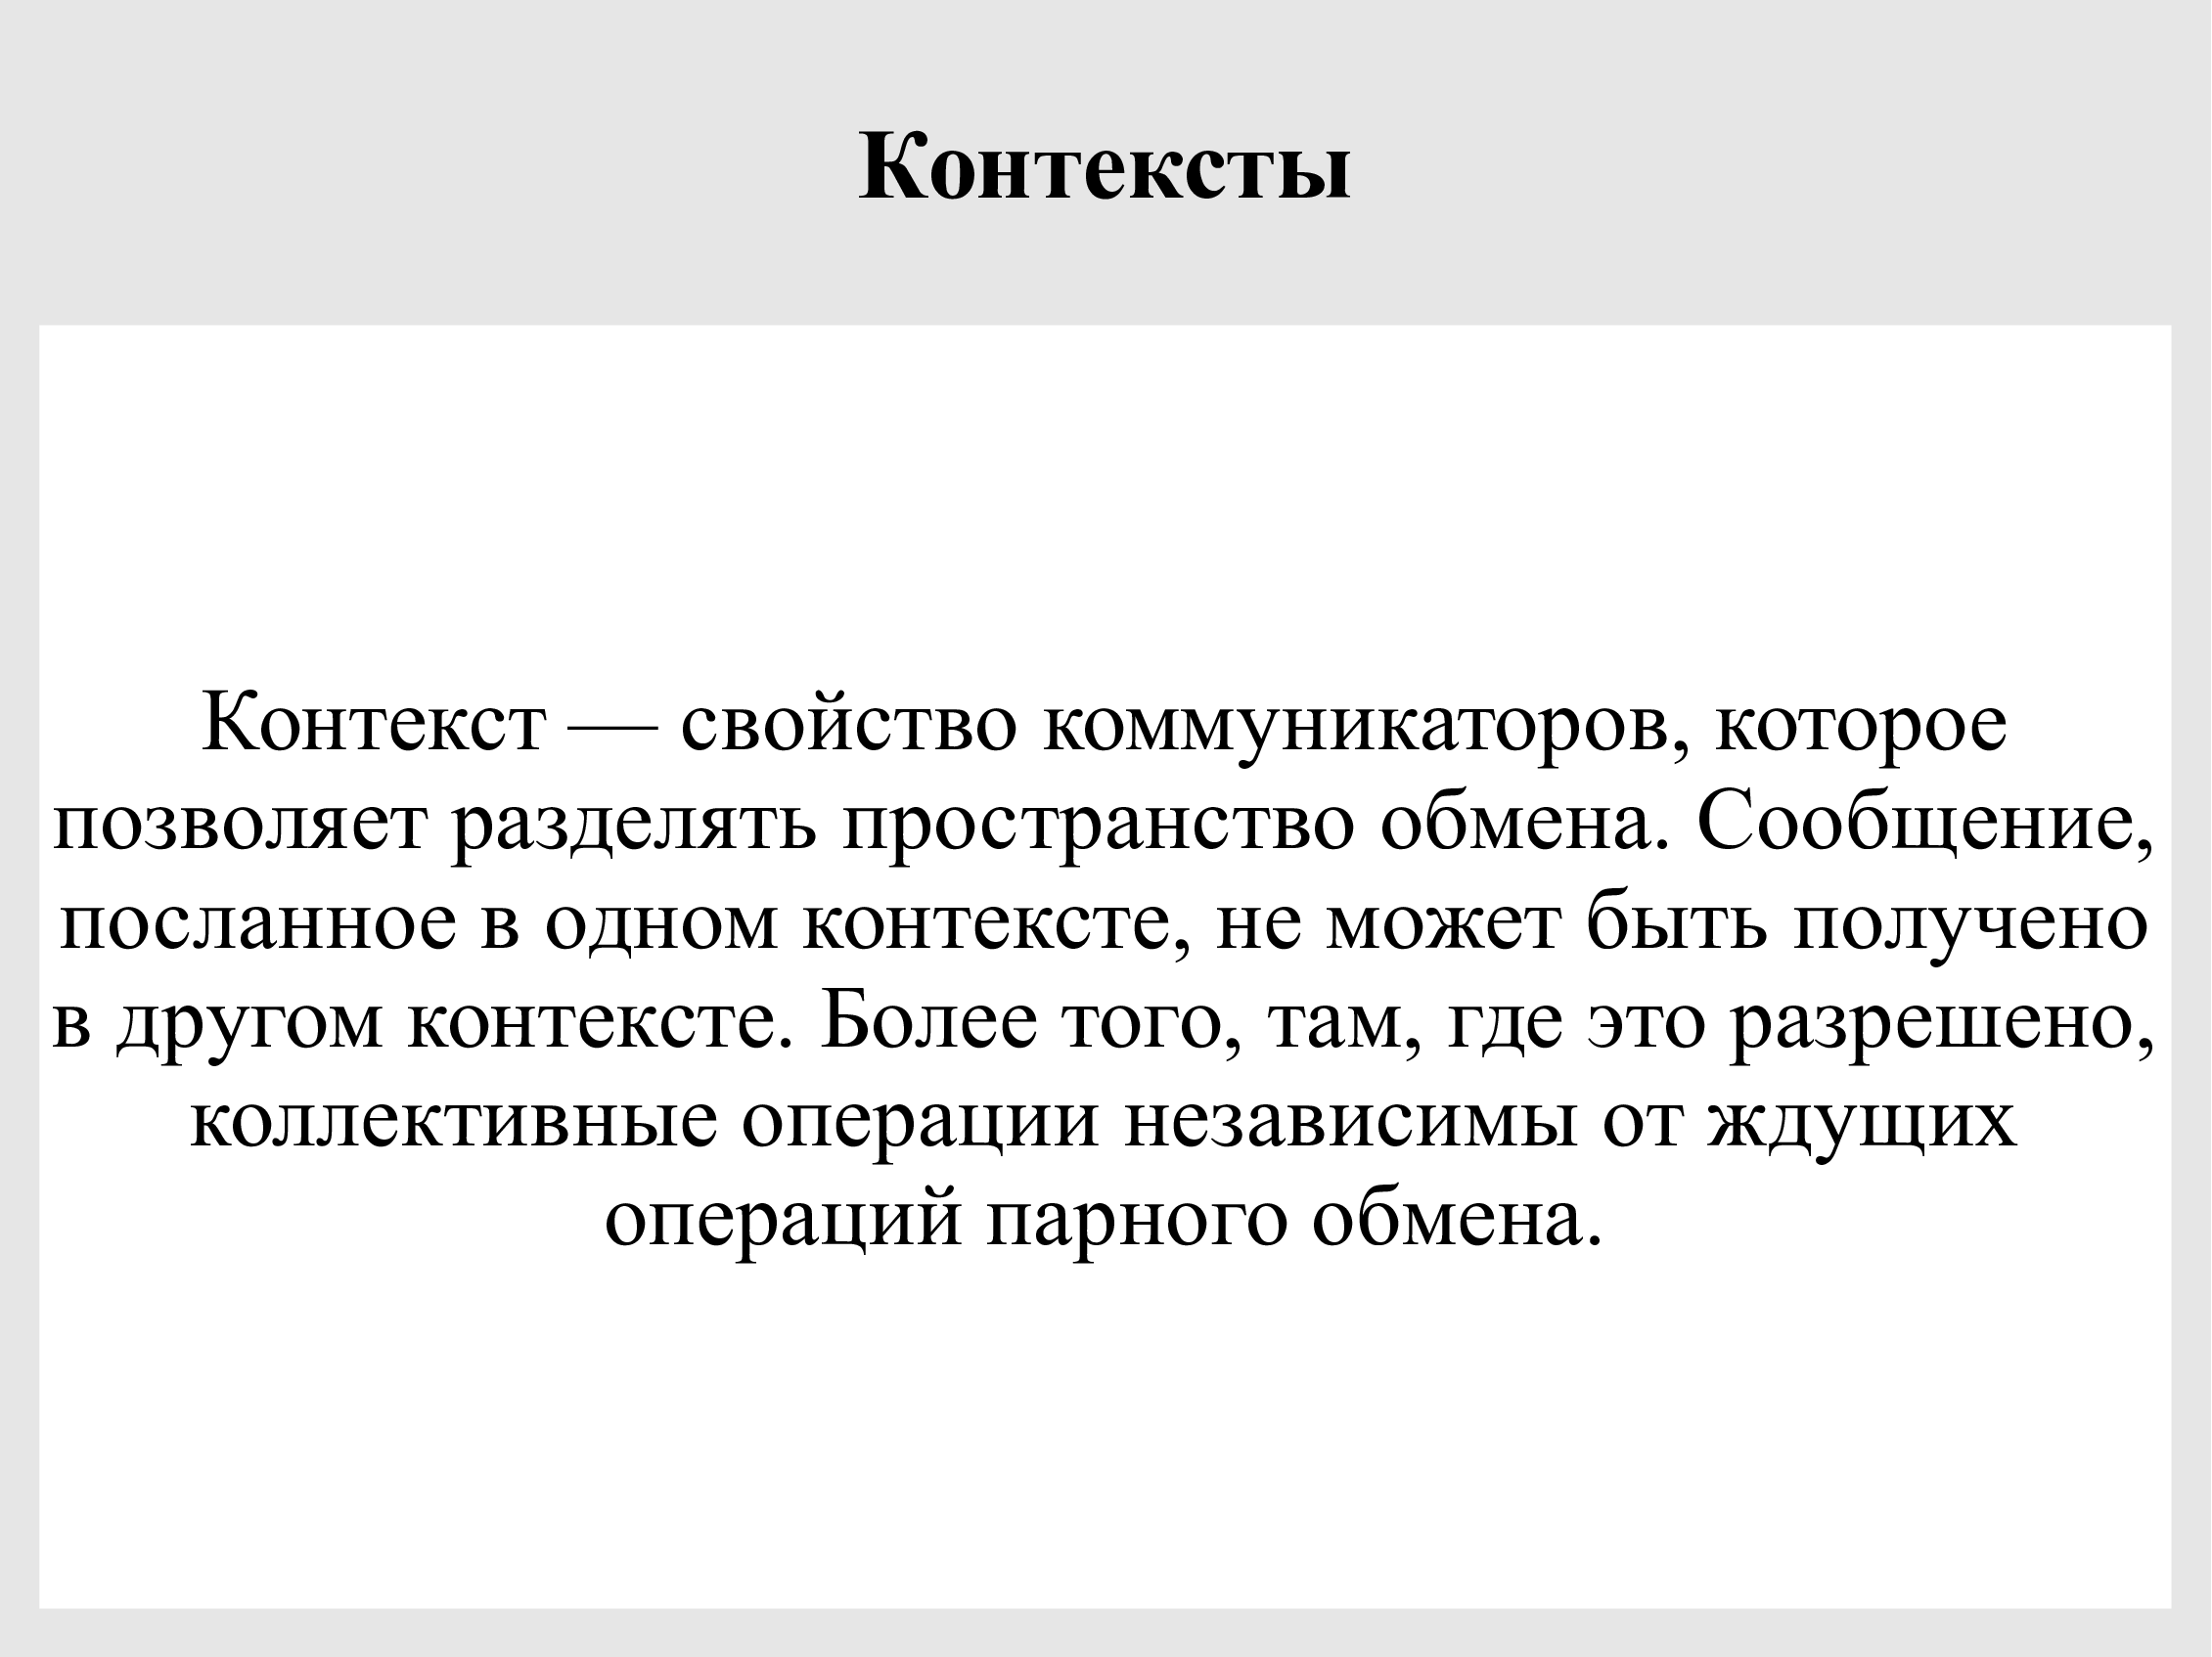 Контексты
Контекст — свойство коммуникаторов, которое
позволяет разделять пространство обмена. Сообщение,
посланное в одном контексте, не может быть получено
в другом контексте. Более того, там, где это разрешено,
коллективные операции независимы от ждущих
операций парного обмена.